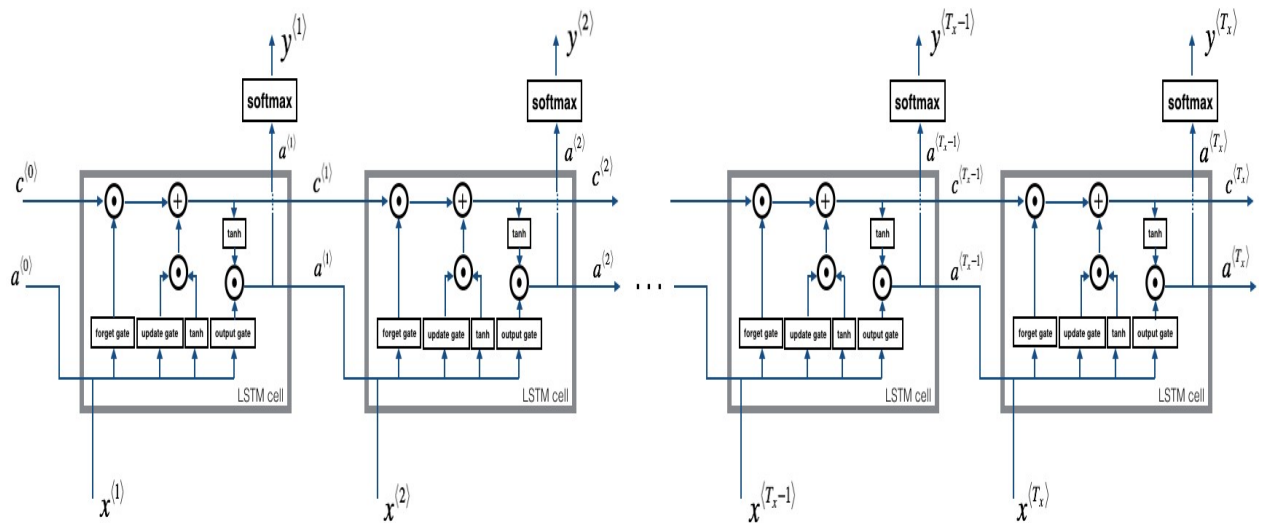 y⟨1⟩ y⟨2⟩ y⟨Tx−1⟩ y⟨Tx⟩
softmax softmax softmax softmax
a⟨1⟩ a⟨2⟩ a⟨Tx−1⟩ a⟨Tx⟩
c⟨0⟩ c⟨1⟩ c⟨2⟩ c⟨Tx−1⟩ c⟨Tx⟩
+ + + +
tanh tanh tanh tanh
a⟨0⟩ a⟨1⟩ a⟨2⟩ ... a⟨Tx−1⟩ a⟨Tx⟩
forget gate update gate tanh output gate forget gate update gate tanh output gate forget gate update gate tanh output gate forget gate update gate tanh output gate
LSTM cell LSTM cell LSTM cell LSTM cell
x⟨1⟩ x⟨2⟩ x⟨Tx−1⟩ x⟨Tx⟩